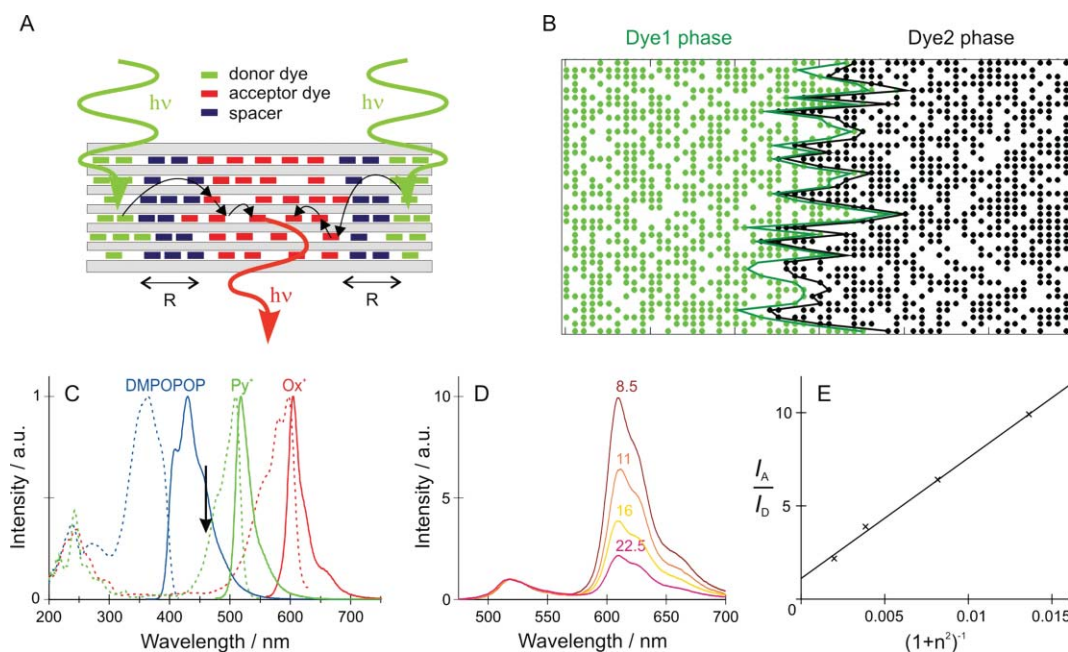 A
donor dye
acceptor dye
spacer
hν
hν
R
R
hν
B
Dye1 phase
Dye2 phase
C
DMPOPOP
Py+
Ox+
1
0
Intensity / a.u.
200
300
400
500
600
700
Wavelength / nm
D
8.5
11
16
22.5
10
5
0
Intensity / a.u.
500
550
600
650
700
Wavelength / nm
E
10
5
0
I_A
I_D
0.005
0.01
0.015
(1+n²)⁻¹